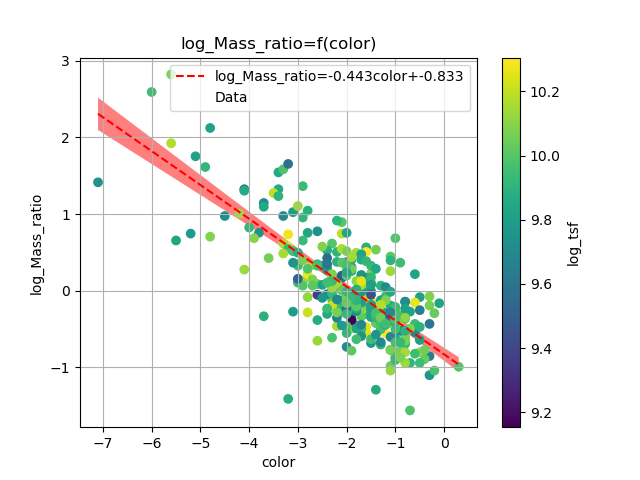 log_Mass_ratio=f(color)
log_Mass_ratio=-0.443color+-0.833
Data
3
2
1
0
−1
log_Mass_ratio
−7 −6 −5 −4 −3 −2 −1 0
color
10.2
10.0
9.8
9.6
9.4
9.2
log_tsf